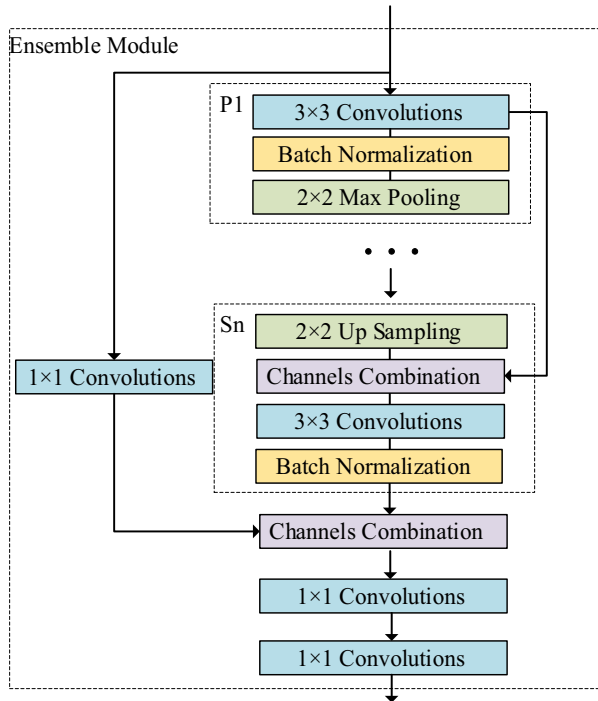 Ensemble Module
P1
3×3 Convolutions
Batch Normalization
2×2 Max Pooling
• • •
Sn
2×2 Up Sampling
Channels Combination
1×1 Convolutions
3×3 Convolutions
Batch Normalization
Channels Combination
1×1 Convolutions
1×1 Convolutions